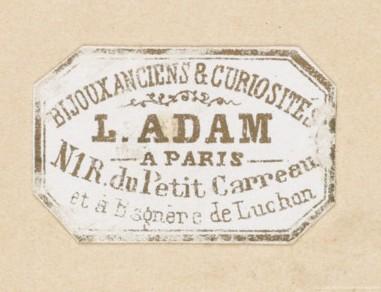 BIJOUX ANCIENS & CURIOSITÉS
L. ADAM
A PARIS
N1 R. du Petit Carreau
et à Bagnère de Luchon